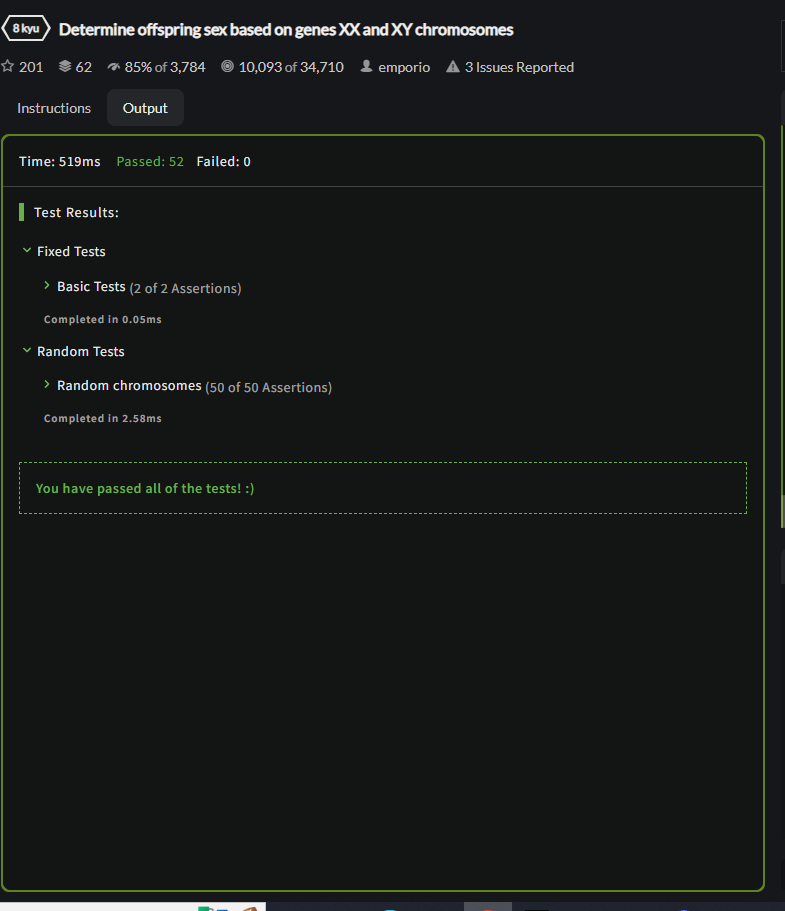 8 kyu Determine offspring sex based on genes XX and XY chromosomes
201 62 85% of 3,784 10,093 of 34,710 emporio 3 Issues Reported
Instructions Output
Time: 519ms Passed: 52 Failed: 0
Test Results:
Fixed Tests
Basic Tests (2 of 2 Assertions)
Completed in 0.05ms
Random Tests
Random chromosomes (50 of 50 Assertions)
Completed in 2.58ms
You have passed all of the tests! :)